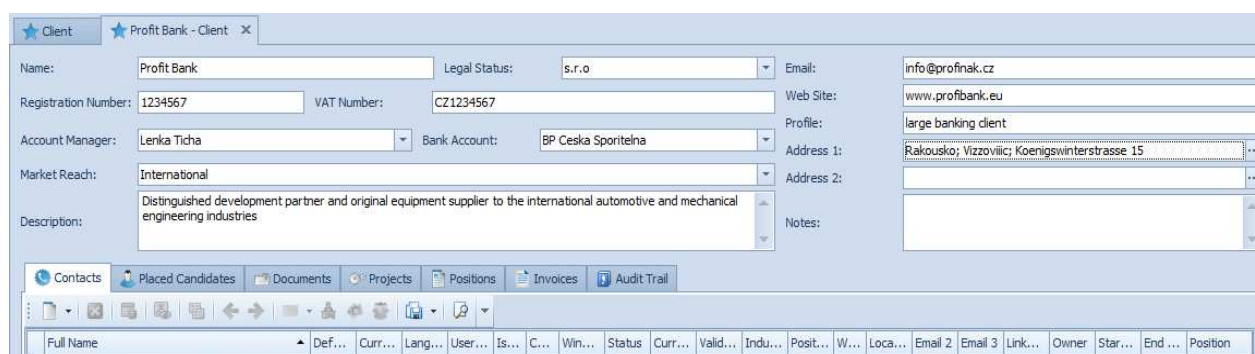 Client Profit Bank - Client X
Name: Profit Bank Legal Status: s.r.o Email: info@profinak.cz
Registration Number: 1234567 VAT Number: CZ1234567 Web Site: www.profibank.eu
Profile: large banking client
Account Manager: Lenka Ticha Bank Account: BP Ceska Sporitelna Address 1: Rakousko; Vizzoviiic; Koenigswinterstrasse 15
Market Reach: International Address 2:
Description: Distinguished development partner and original equipment supplier to the international automotive and mechanical
engineering industries
Notes:
Contacts Placed Candidates Documents Projects Positions Invoices Audit Trail
Full Name Def... Curr... Lang... User... Is... C... Win... Status Curr... Valid... Indu... Posit... W... Loca... Email 2 Email 3 Link... Owner Star... End ... Position